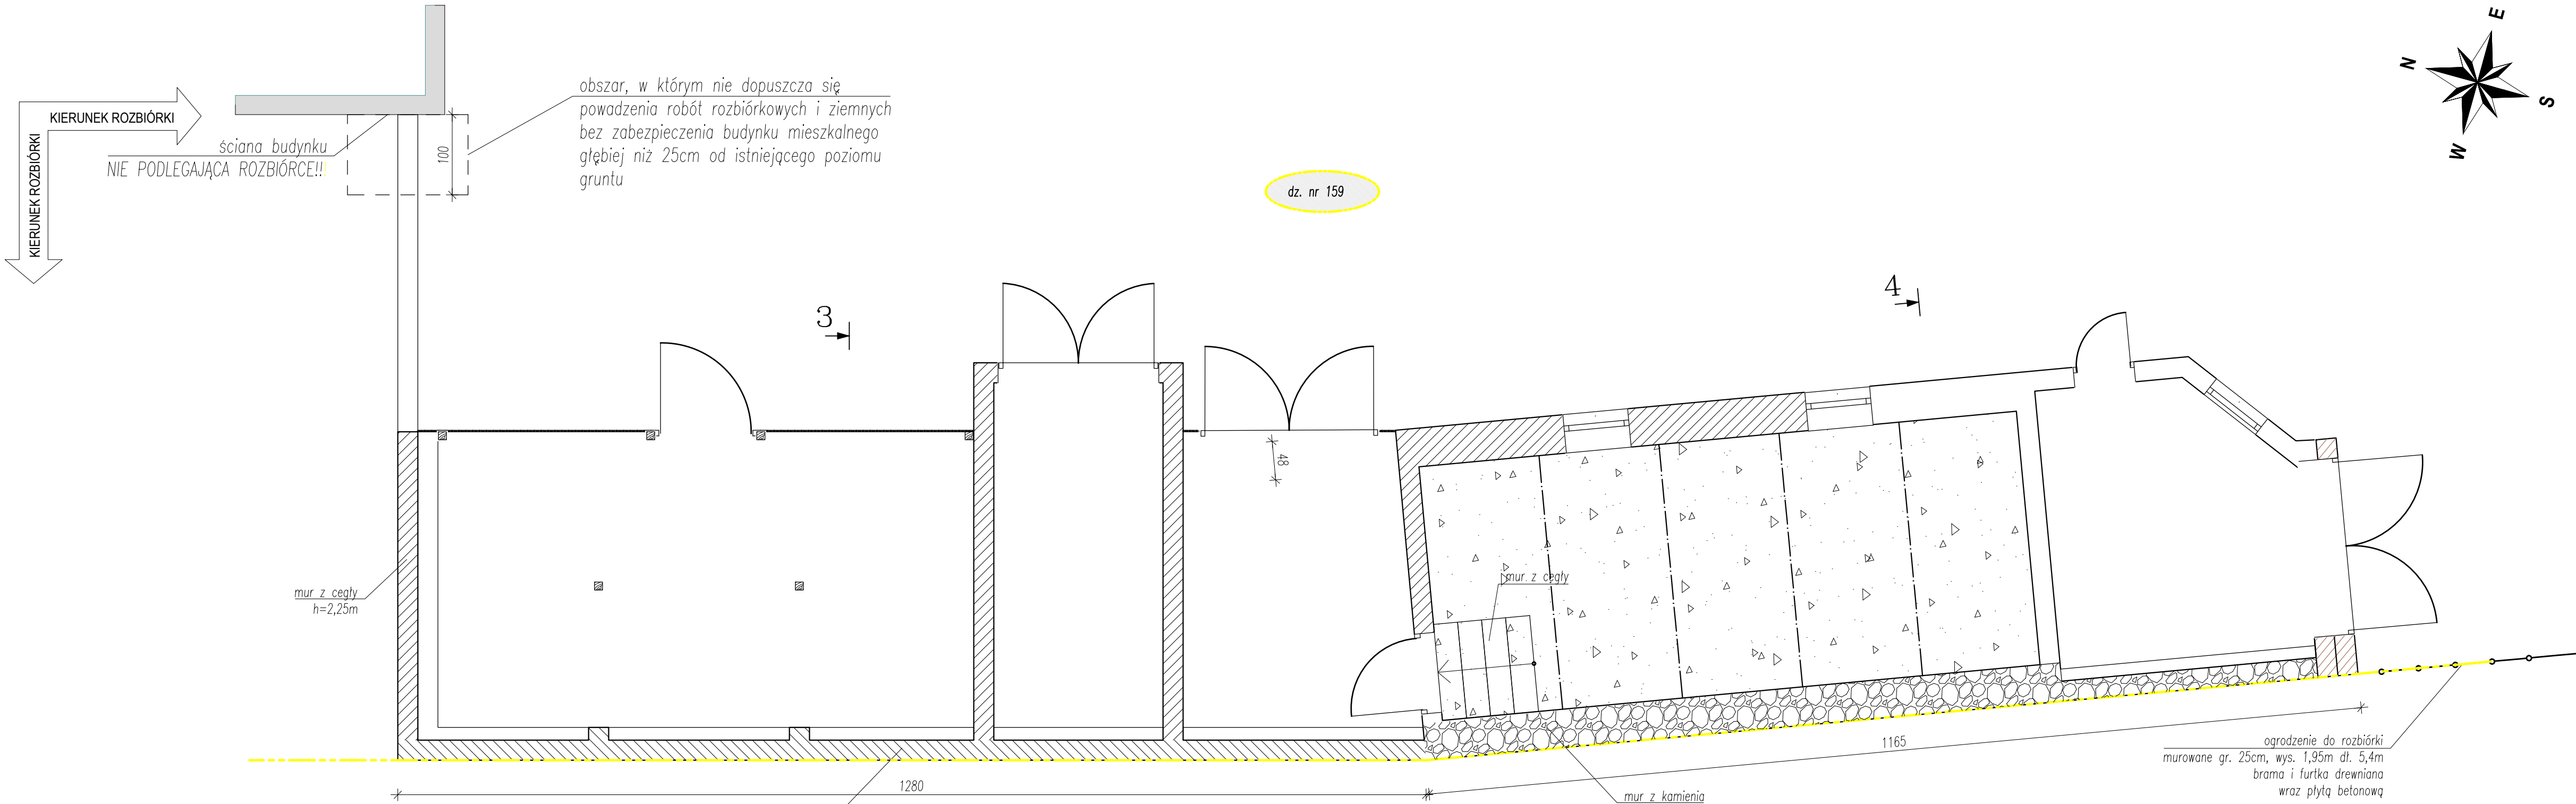 E
N
S
W
KIERUNEK ROZBIÓRKI
KIERUNEK ROZBIÓRKI
ściana budynku
NIE PODLEGAJĄCA ROZBIÓRCE!!!
100
obszar, w którym nie dopuszcza się
powadzenia robót rozbiórkowych i ziemnych
bez zabezpieczenia budynku mieszkalnego
głębiej niż 25cm od istniejącego poziomu
gruntu
dz. nr 159
3
4
48
mur z cegły
h=2,25m
mur z cegły
1280
1165
mur z kamienia
ogrodzenie do rozbiórki
murowane gr. 25cm, wys. 1,95m dł. 5,4m
brama i furtka drewniana
wraz płytą betonową